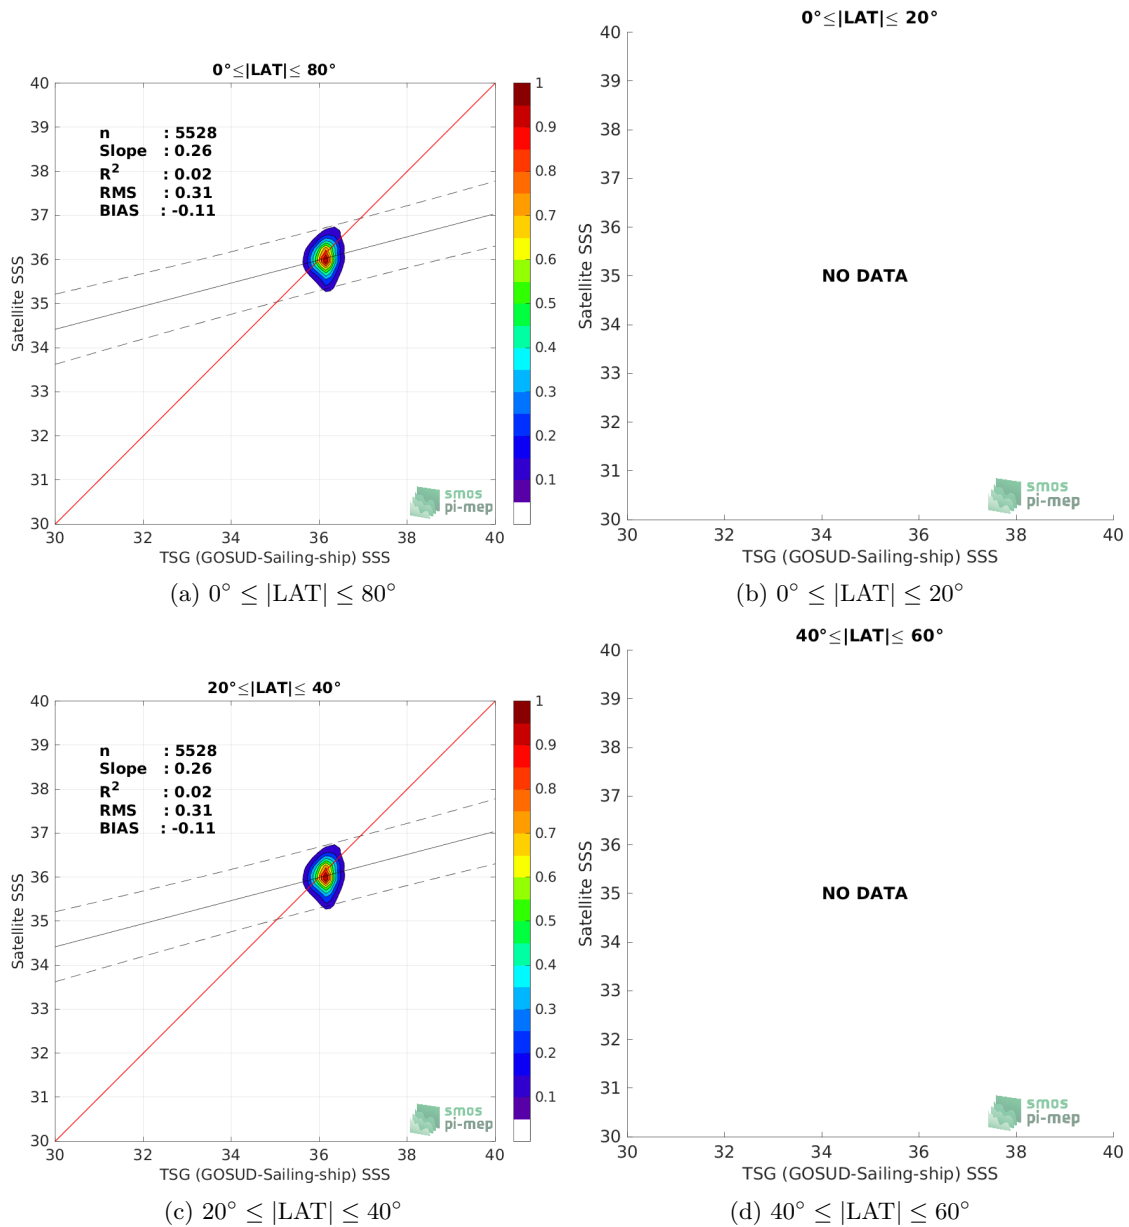 0°≤|LAT|≤ 80°
40
39
38
37
36
35
34
33
32
31
30
Satellite SSS
n : 5528
Slope : 0.26
R² : 0.02
RMS : 0.31
BIAS : -0.11
smos
pi-mep
30 32 34 36 38 40
TSG (GOSUD-Sailing-ship) SSS
1
0.9
0.8
0.7
0.6
0.5
0.4
0.3
0.2
0.1
(a) 0° ≤ |LAT| ≤ 80°
0°≤|LAT|≤ 20°
40
39
38
37
36
35
34
33
32
31
30
Satellite SSS
NO DATA
smos
pi-mep
30 32 34 36 38 40
TSG (GOSUD-Sailing-ship) SSS
(b) 0° ≤ |LAT| ≤ 20°
20°≤|LAT|≤ 40°
40
39
38
37
36
35
34
33
32
31
30
Satellite SSS
n : 5528
Slope : 0.26
R² : 0.02
RMS : 0.31
BIAS : -0.11
smos
pi-mep
30 32 34 36 38 40
TSG (GOSUD-Sailing-ship) SSS
1
0.9
0.8
0.7
0.6
0.5
0.4
0.3
0.2
0.1
(c) 20° ≤ |LAT| ≤ 40°
40°≤|LAT|≤ 60°
40
39
38
37
36
35
34
33
32
31
30
Satellite SSS
NO DATA
smos
pi-mep
30 32 34 36 38 40
TSG (GOSUD-Sailing-ship) SSS
(d) 40° ≤ |LAT| ≤ 60°